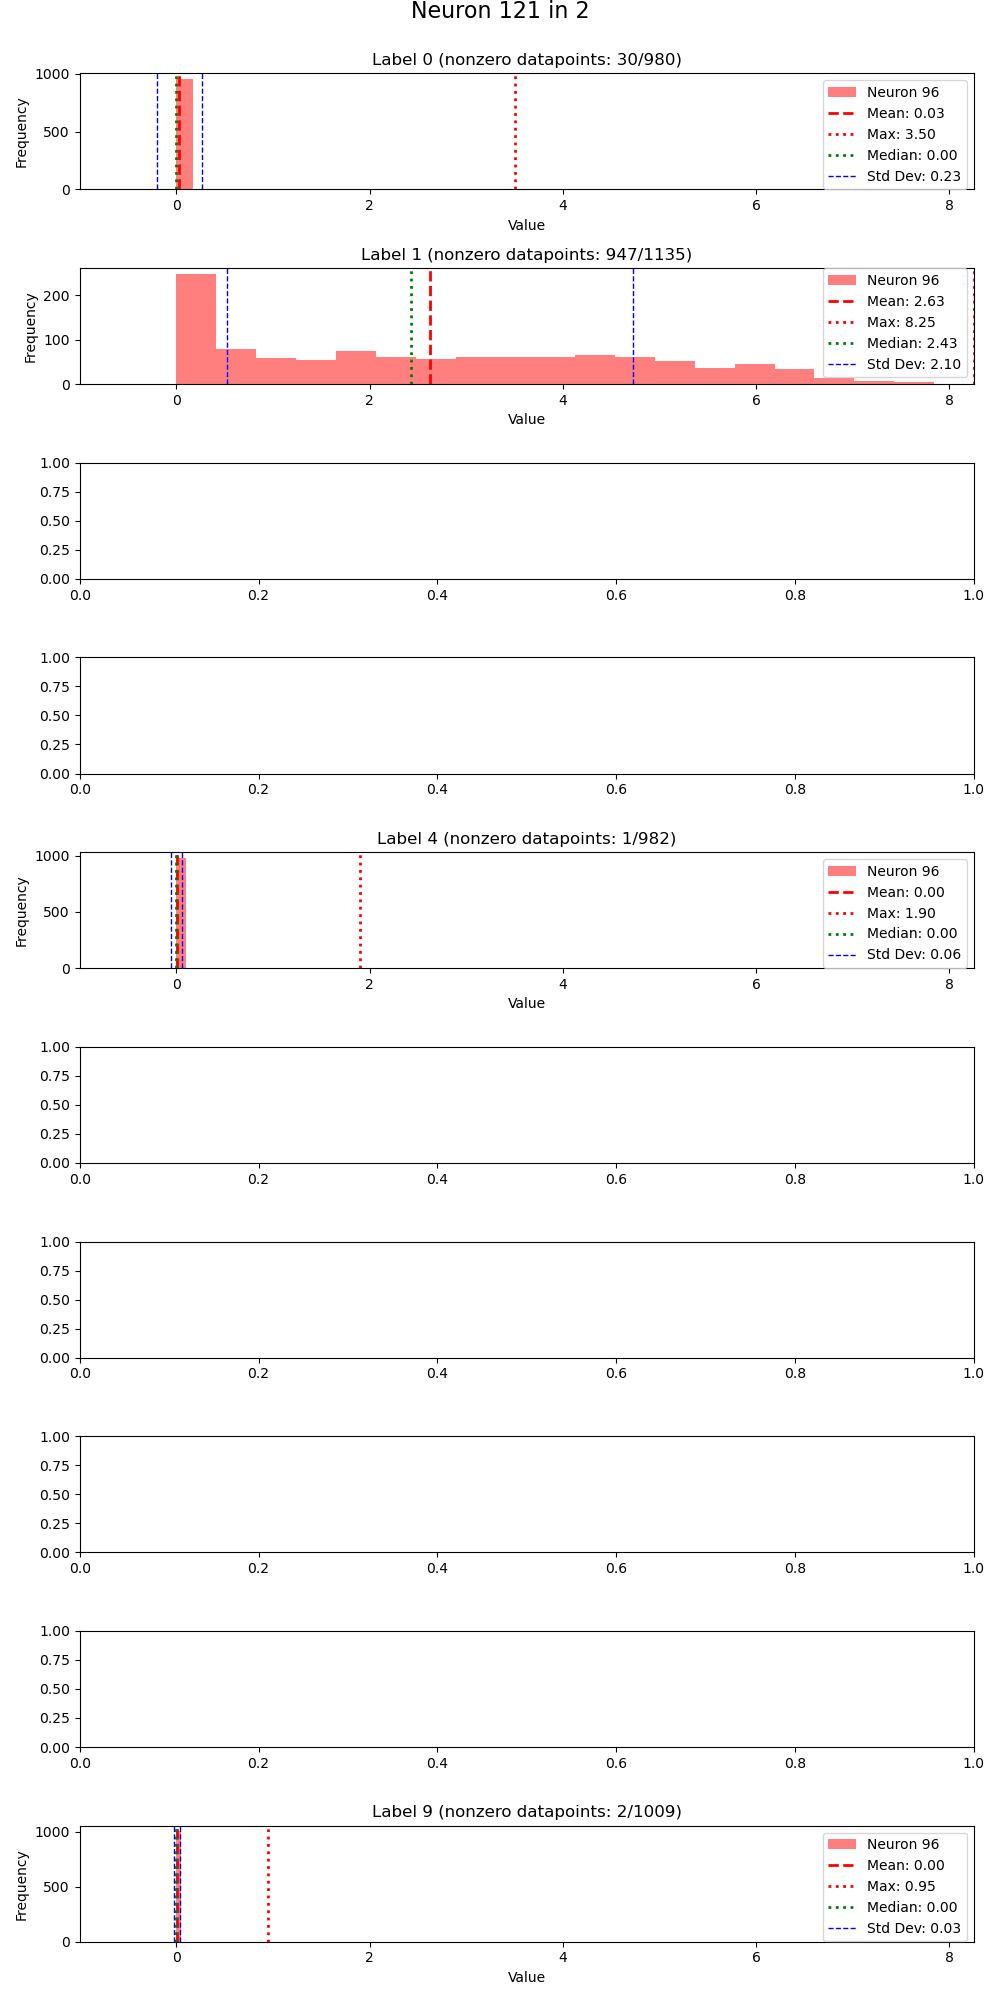 Neuron 121 in 2
Label 0 (nonzero datapoints: 30/980)
Frequency
1000
500
0
Neuron 96
Mean: 0.03
Max: 3.50
Median: 0.00
Std Dev: 0.23
0 2 4 6 8
Value
Label 1 (nonzero datapoints: 947/1135)
Frequency
200
100
0
Neuron 96
Mean: 2.63
Max: 8.25
Median: 2.43
Std Dev: 2.10
0 2 4 6 8
Value
1.00
0.75
0.50
0.25
0.00
0.0 0.2 0.4 0.6 0.8 1.0
1.00
0.75
0.50
0.25
0.00
0.0 0.2 0.4 0.6 0.8 1.0
Label 4 (nonzero datapoints: 1/982)
Frequency
1000
500
0
Neuron 96
Mean: 0.00
Max: 1.90
Median: 0.00
Std Dev: 0.06
0 2 4 6 8
Value
1.00
0.75
0.50
0.25
0.00
0.0 0.2 0.4 0.6 0.8 1.0
1.00
0.75
0.50
0.25
0.00
0.0 0.2 0.4 0.6 0.8 1.0
1.00
0.75
0.50
0.25
0.00
0.0 0.2 0.4 0.6 0.8 1.0
1.00
0.75
0.50
0.25
0.00
0.0 0.2 0.4 0.6 0.8 1.0
Label 9 (nonzero datapoints: 2/1009)
Frequency
1000
500
0
Neuron 96
Mean: 0.00
Max: 0.95
Median: 0.00
Std Dev: 0.03
0 2 4 6 8
Value